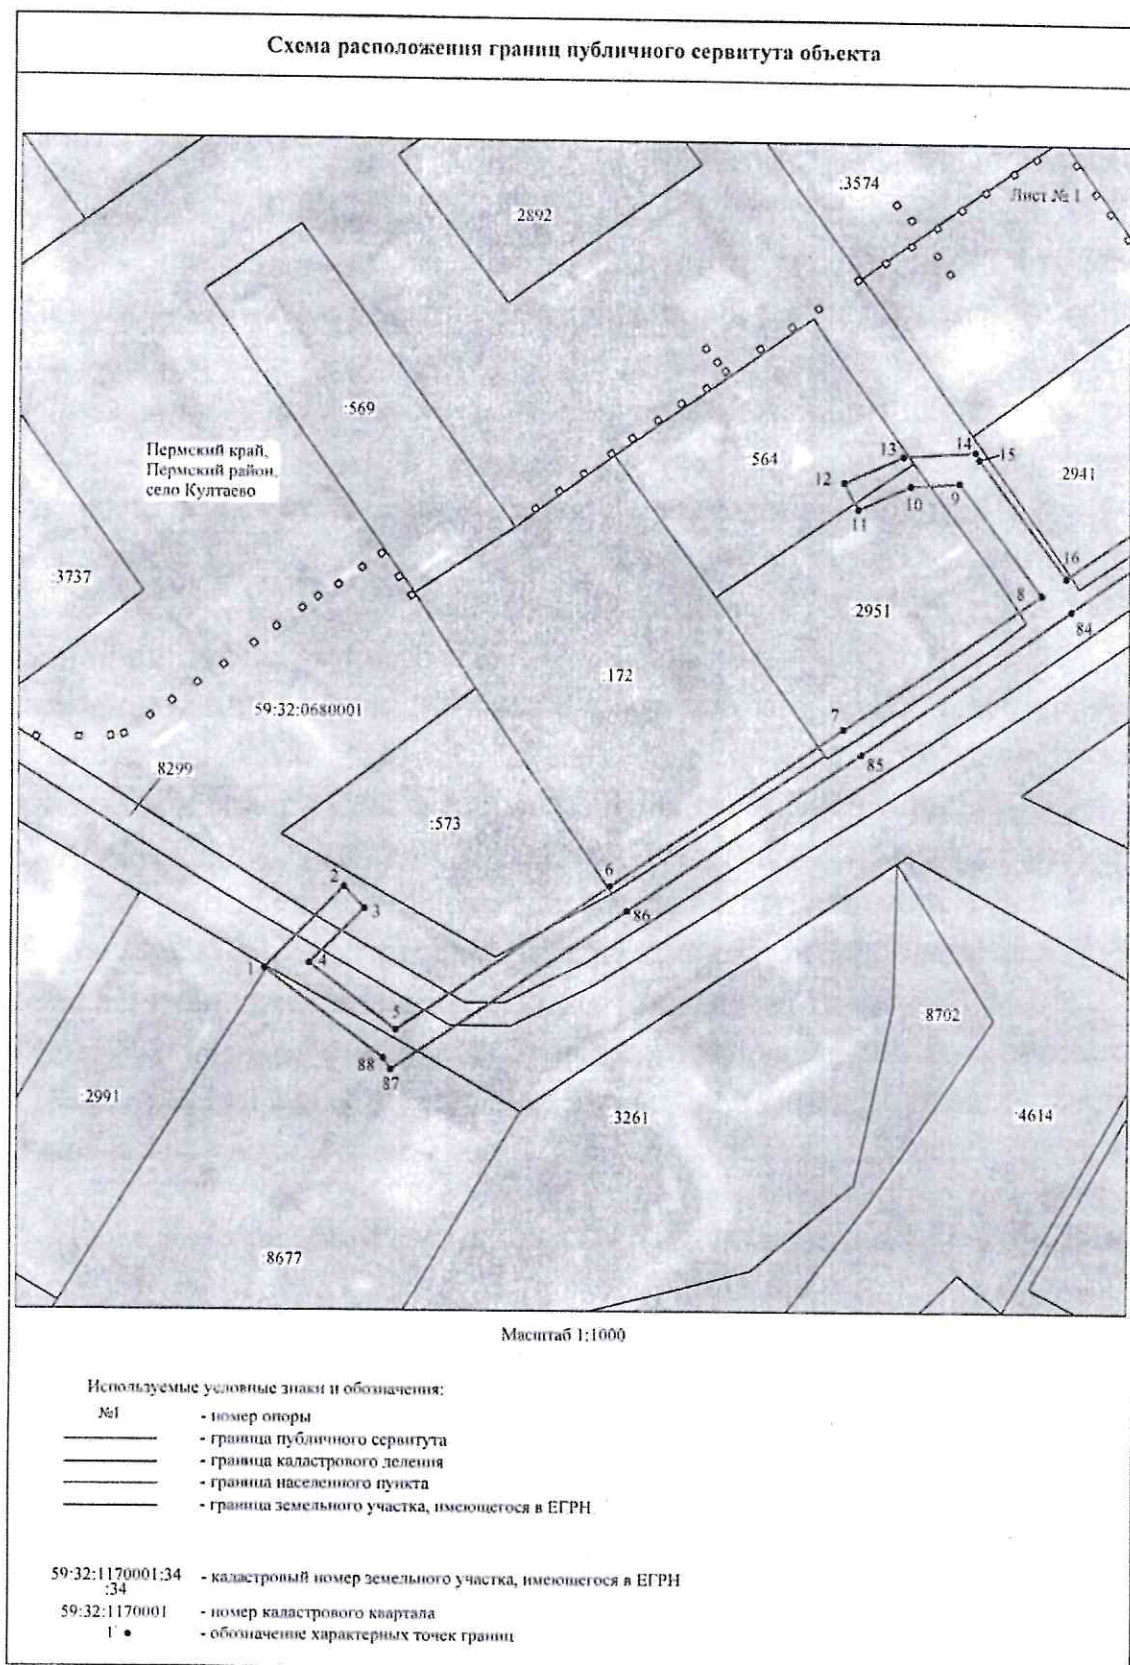 Схема расположения границ публичного сервитута объекта
:3574
Лист № 1
2892
:569
Пермский край,
Пермский район,
село Култаево
564
13
14
15
12
2941
10
9
11
16
:3737
8
2951
84
:172
59:32:0680001
7
8299
85
:573
6
2
3
86
1
4
5
8702
88
87
:2991
:3261
:4614
:8677
Масштаб 1:1000
Используемые условные знаки и обозначения:
№1 - номер опоры
- граница публичного сервитута
- граница кадастрового деления
- граница населенного пункта
- граница земельного участка, имеющегося в ЕГРН
59:32:1170001:34
:34 - кадастровый номер земельного участка, имеющегося в ЕГРН
59:32:1170001 - номер кадастрового квартала
1 ● - обозначение характерных точек границ